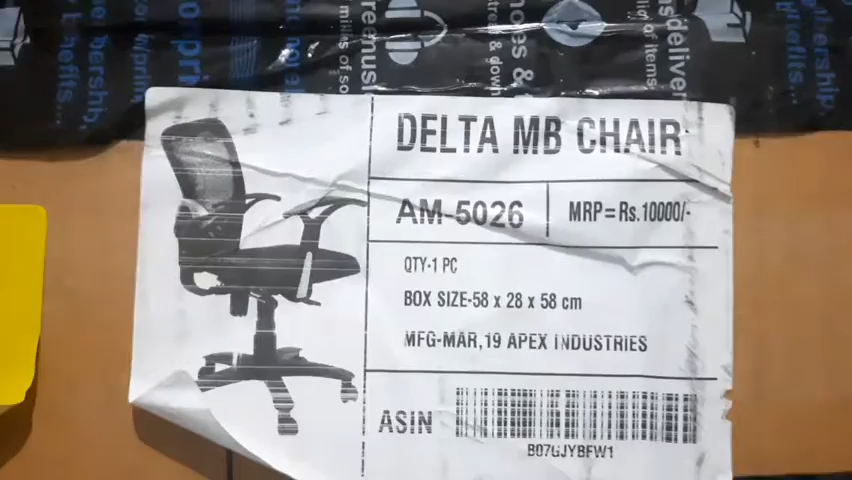 DELTA MB CHAIR
AM-5026
MRP=Rs.10000/-
QTY-1 PC
BOX SIZE-58 x 28 x 58 cm
MFG-MAR,19 APEX INDUSTRIES
ASIN
B07GJYBFW1